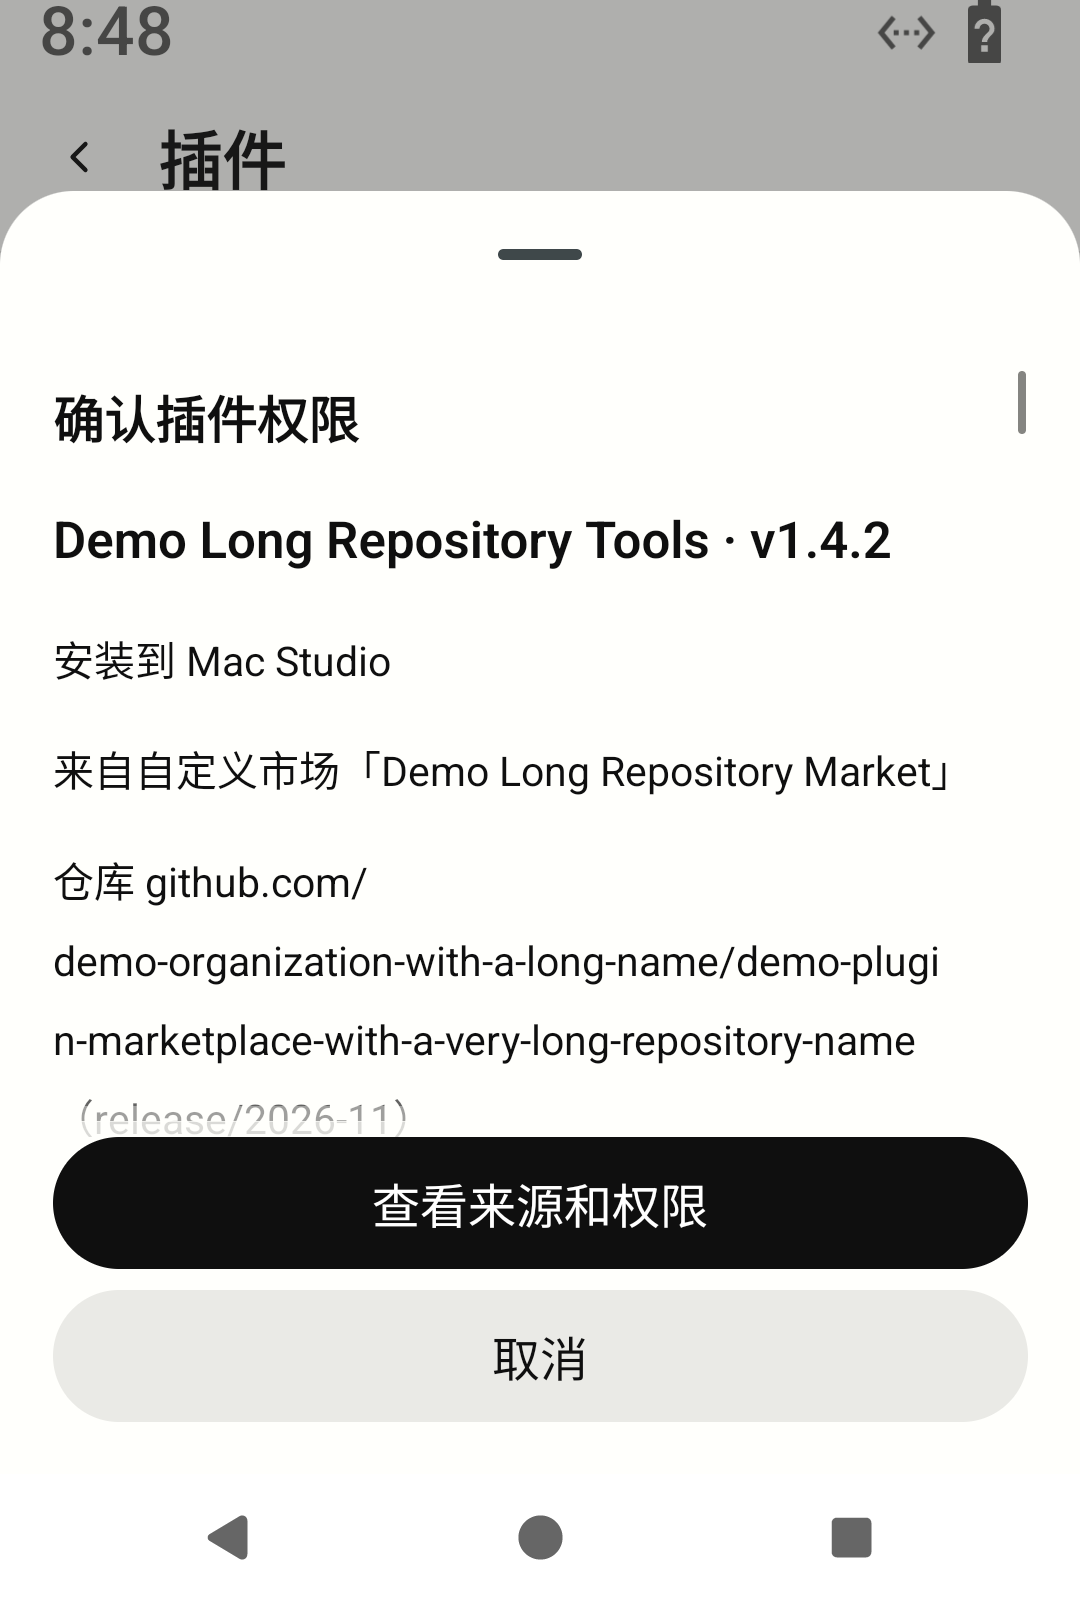 8:48
插件
确认插件权限
Demo Long Repository Tools · v1.4.2
安装到 Mac Studio
来自自定义市场「Demo Long Repository Market」
仓库 github.com/
demo-organization-with-a-long-name/demo-plugi
n-marketplace-with-a-very-long-repository-name
（release/2026-11）
查看来源和权限
取消